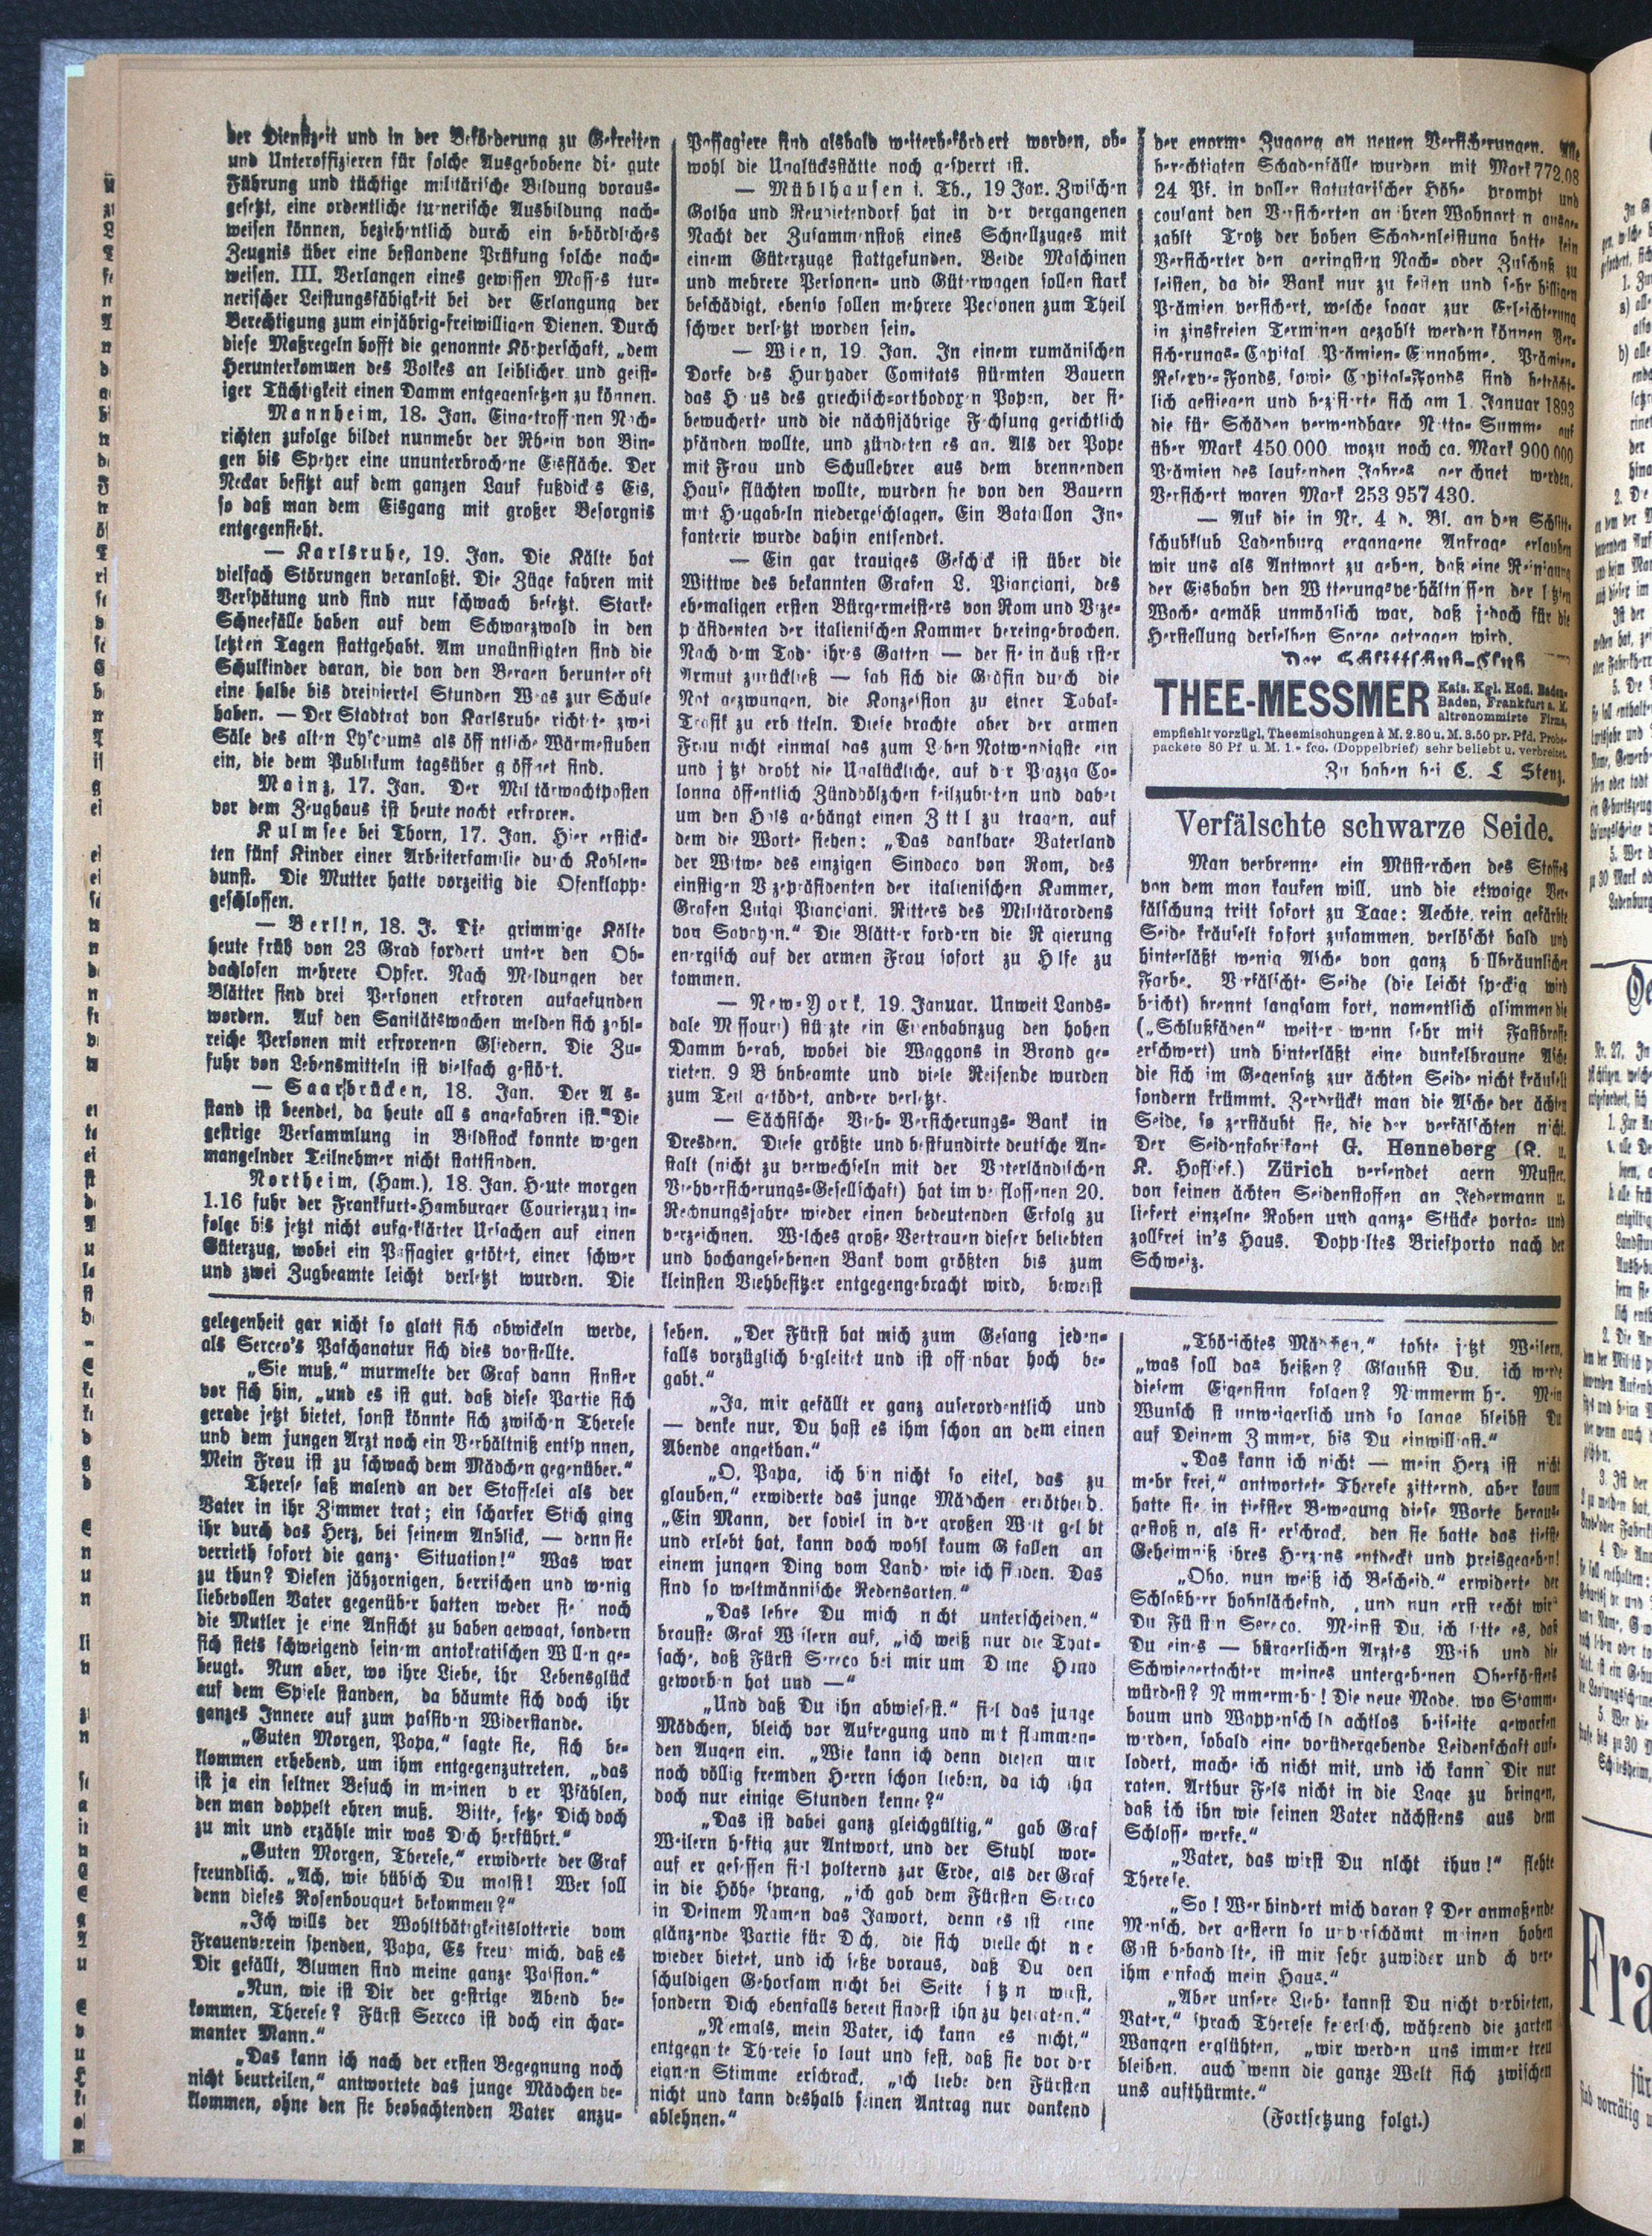 der Dienstzeit und in der Beförderung zu Gefreiten
und Unteroffizieren für solche Ausgehobene die gute
Führung und tüchtige militärische Bildung voraus-
gesetzt, eine ordentliche turnerische Ausbildung nach-
weisen können, beziehentlich durch ein behördliches
Zeugnis über eine bestandene Prüfung solche nach-
weisen. III. Verlangen eines gewissen Masses tur-
nerischer Leistungsfähigkeit bei der Erlangung der
Berechtigung zum einjährig-freiwilligen Dienen. Durch
diese Maßregeln hofft die genannte Körperschaft, „dem
Herunterkommen des Volkes an leiblicher und geist-
iger Tüchtigkeit einen Damm entgegensetzen zu können.
Mannheim, 18. Jan. Eingetroffenen Nach-
richten zufolge bildet nunmehr der Rhein von Bin-
gen bis Speyer eine ununterbrochene Eisfläche. Der
Neckar besitzt auf dem ganzen Lauf fußdickes Eis,
so daß man dem Eisgang mit großer Besorgnis
entgegensieht.
— Karlsruhe, 19. Jan. Die Kälte hat
vielfach Störungen veranlaßt. Die Züge fahren mit
Verspätung und sind nur schwach besetzt. Starke
Schneefälle haben auf dem Schwarzwald in den
letzten Tagen stattgehabt. Am ungünstigten sind die
Schulkinder daran, die von den Bergen herunter oft
eine halbe bis dreiviertel Stunden Wegs zur Schule
haben. — Der Stadtrat von Karlsruhe richtete zwei
Säle des alten Lyceums als öffentliche Wärmestuben
ein, die dem Publikum tagsüber geöffnet sind.
Mainz, 17. Jan. Der Militärwachtposten
vor dem Zeughaus ist heute nacht erfroren.
Kulmsee bei Thorn, 17. Jan. Hier erstick-
ten fünf Kinder einer Arbeiterfamilie durch Kohlen-
dunst. Die Mutter hatte vorzeitig die Ofenklappe
geschlossen.
— Berlin, 18. J. Die grimmige Kälte
heute früh von 23 Grad fordert unter den Ob-
dachlosen mehrere Opfer. Nach Meldungen der
Blätter sind drei Personen erfroren aufgefunden
worden. Auf den Sanitätswachen melden sich zahl-
reiche Personen mit erfrorenen Gliedern. Die Zu-
fuhr von Lebensmitteln ist vielfach gestört.
— Saarbrücken, 18. Jan. Der Aus-
stand ist beendet, da heute alles angefahren ist. Die
gestrige Versammlung in Bildstock konnte wegen
mangelnder Teilnehmer nicht stattfinden.
Northeim, (Ham.), 18. Jan. Heute morgen
1.16 fuhr der Frankfurt-Hamburger Courierzug in-
folge bis jetzt nicht aufgeklärter Ursachen auf einen
Güterzug, wobei ein Passagier getötet, einer schwer
und zwei Zugbeamte leicht verletzt wurden. Die
Passagiere sind alsbald weiterbefördert worden, ob-
wohl die Unglücksstätte noch gesperrt ist.
— Mühlhausen i. Th., 19 Jan. Zwischen
Gotha und Neudietendorf hat in der vergangenen
Nacht der Zusammenstoß eines Schnellzuges mit
einem Güterzuge stattgefunden. Beide Maschinen
und mehrere Personen- und Güterwagen sollen stark
beschädigt, ebenso sollen mehrere Personen zum Theil
schwer verletzt worden sein.
— Wien, 19. Jan. In einem rumänischen
Dorfe des Hunyader Comitats stürmten Bauern
das Haus des griechisch-orthodoxen Popen, der sie
bewucherte und die nächstjährige Fechsung gerichtlich
pfänden wollte, und zündeten es an. Als der Pope
mit Frau und Schullehrer aus dem brennenden
Hause flüchten wollte, wurden sie von den Bauern
mit Heugabeln niedergeschlagen. Ein Bataillon In-
fanterie wurde dahin entsendet.
— Ein gar trauriges Geschick ist über die
Wittwe des bekannten Grafen L. Pianciani, des
ehemaligen ersten Bürgermeisters von Rom und Vize-
präsidenten der italienischen Kammer hereingebrochen.
Nach dem Tode ihres Gatten — der sie in äußerster
Armut zurückließ — sah sich die Gräfin durch die
Not gezwungen, die Konzession zu einer Tabak-
Trafik zu erbitteln. Diese brachte aber der armen
Frau nicht einmal das zum Leben Notwendigste ein
und jetzt droht die Unglückliche, auf der Piazza Co-
lonna öffentlich Zündhölzchen feilzubieten und dabei
um den Hals gehängt einen Zettel zu tragen, auf
dem die Worte stehen: „Das dankbare Vaterland
der Witwe des einzigen Sindaco von Rom, des
einstigen Vizepräsidenten der italienischen Kammer,
Grafen Luigi Pianciani, Ritters des Militärordens
von Savoyen.“ Die Blätter fordern die Regierung
energisch auf der armen Frau sofort zu Hilfe zu
kommen.
— New-York, 19. Januar. Unweit Lands-
dale Missouri) stürzte ein Eisenbahnzug den hohen
Damm herab, wobei die Waggons in Brand ge-
rieten. 9 Bahnbeamte und viele Reisende wurden
zum Teil getödet, andere verletzt.
— Sächsische Vieh-Versicherungs-Bank in
Dresden. Diese größte und bestfundirte deutsche An-
stalt (nicht zu verwechseln mit der Vaterländischen
Viehversicherungs-Gesellschaft) hat im verflossenen 20.
Rechnungsjahre wieder einen bedeutenden Erfolg zu
verzeichnen. Welches große Vertrauen dieser beliebten
und hochangesehenen Bank vom größten bis zum
kleinsten Viehbesitzer entgegengebracht wird, beweist
der enorme Zugang an neuen Versicherungen. Alle
berechtigten Schadenfälle wurden mit Mark 772.08
24 Pf. in voller statutarischer Höhe prompt und
coulant den Versicherten an ihren Wohnorten ausge-
zahlt Trotz der hohen Schadenleistung hatte kein
Versicherter den geringsten Nach- oder Zuschuß zu
leisten, da die Bank nur zu festen und sehr billigen
Prämien versichert, welche sogar zur Erleichterung
in zinsfreien Terminen gezahlt werden können Ver-
sicherungs-Capital Prämien-Einnahme, Prämien-
Reserve-Fonds, sowie Capital-Fonds sind beträcht-
lich gestiegen und bezifferte sich am 1. Januar 1893
die für Schäden verwendbare Netto-Summe auf
über Mark 450.000, wozu noch ca. Mark 900.000
Prämien des laufenden Jahres gerechnet werden.
Versichert waren Mark 253 957 430.
— Auf die in Nr. 4 d. Bl. an den Schlitt-
schuhklub Ladenburg ergangene Anfrage erlauben
wir uns als Antwort zu geben, daß eine Reinigung
der Eisbahn den Witterungsverhältnissen der letzten
Woche gemäß unmöglich war, daß jedoch für die
Herstellung derselben Sorge getragen wird.
Der Schlittschuh-Club
THEE-MESSMER Kais. Kgl. Hofl. Baden-
Baden, Frankfurt a. M.
altrenommirte Firma,
empfiehlt vorzügl, Theemischungen à M. 2.80 u. M. 3.50 pr. Pfd. Probe-
packete 80 Pf u. M. 1.- fco. (Doppelbrief) sehr beliebt u. verbreitet.
Zu haben bei C. L Stenz.
Verfälschte schwarze Seide.
Man verbrenne ein Müsterchen des Stoffes
von dem man kaufen will, und die etwaige Ver-
fälschung tritt sofort zu Tage: Aechte, rein gefärbte
Seide kräuselt sofort zusammen, verlöscht bald und
hinterläßt wenig Asche von ganz hellbräunlicher
Farbe. Verfälschte Seide (die leicht speckig wird
bricht) brennt langsam fort, namentlich glimmen die
(„Schlußfäden“ weiter wenn sehr mit Farbstoff
erschwert) und hinterläßt eine dunkelbraune Asche
die sich im Gegensatz zur ächten Seide nicht kräuselt
sondern krümmt. Zerdrückt man die Asche der ächten
Seide, so zerstäubt sie, die der verfälschten nicht.
Der Seidenfabrikant G. Henneberg (K. u.
K. Hoflief.) Zürich versendet gern Muster,
von seinen ächten Seidenstoffen an Jedermann u.
liefert einzelne Roben und ganze Stücke porto- und
zollfrei in's Haus. Doppeltes Briefporto nach der
Schweiz.
gelegenheit gar nicht so glatt sich abwickeln werde,
als Sereco's Paschanatur sich dies vorstellte.
„Sie muß,“ murmelte der Graf dann finster
vor sich hin, „und es ist gut, daß diese Partie sich
gerade jetzt bietet, sonst könnte sich zwischen Therese
und dem jungen Arzt noch ein Verhältniß entspinnen,
Mein Frau ist zu schwach dem Mädchen gegenüber.“
Therese saß malend an der Staffelei als der
Vater in ihr Zimmer trat; ein scharfer Stich ging
ihr durch das Herz, bei seinem Anblick, — denn sie
verrieth sofort die ganze Situation!“ Was war
zu thun? Diesen jähzornigen, herrischen und wenig
liebevollen Vater gegenüber hatten weder sie noch
die Mutter je eine Ansicht zu haben gewagt, sondern
sich stets schweigend seinem antokratischen Willen ge-
beugt. Nun aber, wo ihre Liebe, ihr Lebensglück
auf dem Spiele standen, da bäumte sich doch ihr
ganzes Innere auf zum passiven Widerstande.
„Guten Morgen, Papa,“ sagte sie, sich be-
klommen erhebend, um ihm entgegenzutreten, „das
ist ja ein seltner Besuch in meinen vier Pfählen,
den man doppelt ehren muß. Bitte, setze Dich doch
zu mir und erzähle mir was Dich herführt.“
„Guten Morgen, Therese,“ erwiderte der Graf
freundlich. „Ach, wie hübsch Du malst! Wer soll
denn dieses Rosenbouquet bekommen?“
„Ich wills der Wohlthätigkeitslotterie vom
Frauenverein spenden, Papa, Es freut mich, daß es
Dir gefällt, Blumen sind meine ganze Passion.“
„Nun, wie ist Dir der gestrige Abend be-
kommen, Therese? Fürst Sereco ist doch ein char-
manter Mann.“
„Das kann ich nach der ersten Begegnung noch
nicht beurteilen,“ antwortete das junge Mädchen be-
klommen, ohne den sie beobachtenden Vater anzu-
sehen. „Der Fürst hat mich zum Gesang jeden-
falls vorzüglich begleitet und ist offenbar hoch be-
gabt.“
„Ja, mir gefällt er ganz auserordentlich und
— denke nur, Du hast es ihm schon an dem einen
Abende angethan.“
„O, Papa, ich bin nicht so eitel, das zu
glauben,“ erwiderte das junge Mädchen erröthend.
„Ein Mann, der soviel in der großen Welt gelebt
und erlebt hat, kann doch wohl kaum Gefallen an
einem jungen Ding vom Lande wie ich finden. Das
sind so weltmännische Redensarten.“
„Das lehre Du mich nicht unterscheiden,“
brauste Graf Weilern auf, „ich weiß nur die That-
sache, daß Fürst Sereco bei mir um Deine Hand
geworben hat und —“
„Und daß Du ihn abwiesest.“ fiel das junge
Mädchen, bleich vor Aufregung und mit flammen-
den Augen ein. „Wie kann ich denn diesen mir
noch völlig fremden Herrn schon lieben, da ich ihn
doch nur einige Stunden kenne?“
„Das ist dabei ganz gleichgültig,“ gab Graf
Weilern heftig zur Antwort, und der Stuhl wor-
auf er gesessen fiel polternd zur Erde, als der Graf
in die Höhe sprang, „ich gab dem Fürsten Sereco
in Deinem Namen das Jawort, denn es ist eine
glänzende Partie für Dich, die sich vielleicht nie
wieder bietet, und ich setze voraus, daß Du den
schuldigen Gehorsam nicht bei Seite setzen wirst,
sondern Dich ebenfalls bereit findest ihn zu heiraten.“
„Niemals, mein Vater, ich kann es nicht,“
entgegnete Therese so laut und fest, daß sie vor der
eignen Stimme erschrack, „ich liebe den Fürsten
nicht und kann deshalb seinen Antrag nur dankend
ablehnen.“
„Thörichtes Mädchen,“ tobte jetzt Weilern,
„was soll das heißen? Glaubst Du, ich werde
diesem Eigensinn folgen? Nimmermehr. Mein
Wunsch ist unweigerlich und so lange bleibst Du
auf Deinem Zimmer, bis Du einwilligst.“
„Das kann ich nicht — mein Herz ist nicht
mehr frei,“ antwortete Therese zitternd, aber kaum
hatte sie in tiefster Bewegung diese Worte heraus-
gestoßen, als sie erschrack, den sie hatte das tiefste
Geheimniß ihres Herzens entdeckt und preisgegeben!
„Oho, nun weiß ich Bescheid,“ erwiderte der
Schloßherr hohnlächelnd, „und nun erst recht wirst
Du Fürstin Sereco. Meinst Du, ich litte es, daß
Du eines — bürgerlichen Arztes Weib und die
Schwiegertochter meines untergebenen Oberförsters
würdest? Nimmermehr! Die neue Mode, wo Stamm-
baum und Wappenschild achtlos beiseite geworfen
werden, sobald eine vorübergehende Leidenschaft auf-
lodert, mache ich nicht mit, und ich kann Dir nur
raten, Arthur Fels nicht in die Lage zu bringen,
daß ich ihn wie seinen Vater nächstens aus dem
Schlosse werfe.“
„Vater, das wirst Du nicht thun!“ flehte
Therese.
„So! Wer hindert mich daran? Der anmaßende
Mensch, der gestern so unverschämt meinen hohen
Gast behandelte, ist mir sehr zuwider und ich ver-
ihm einfach mein Haus.“
„Aber unsere Liebe kannst Du nicht verbieten,
Vater,“ sprach Therese feierlich, während die zarten
Wangen erglühten, „wir werden uns immer treu
bleiben, auch wenn die ganze Welt sich zwischen
uns aufthürmte.“
(Fortsetzung folgt.)